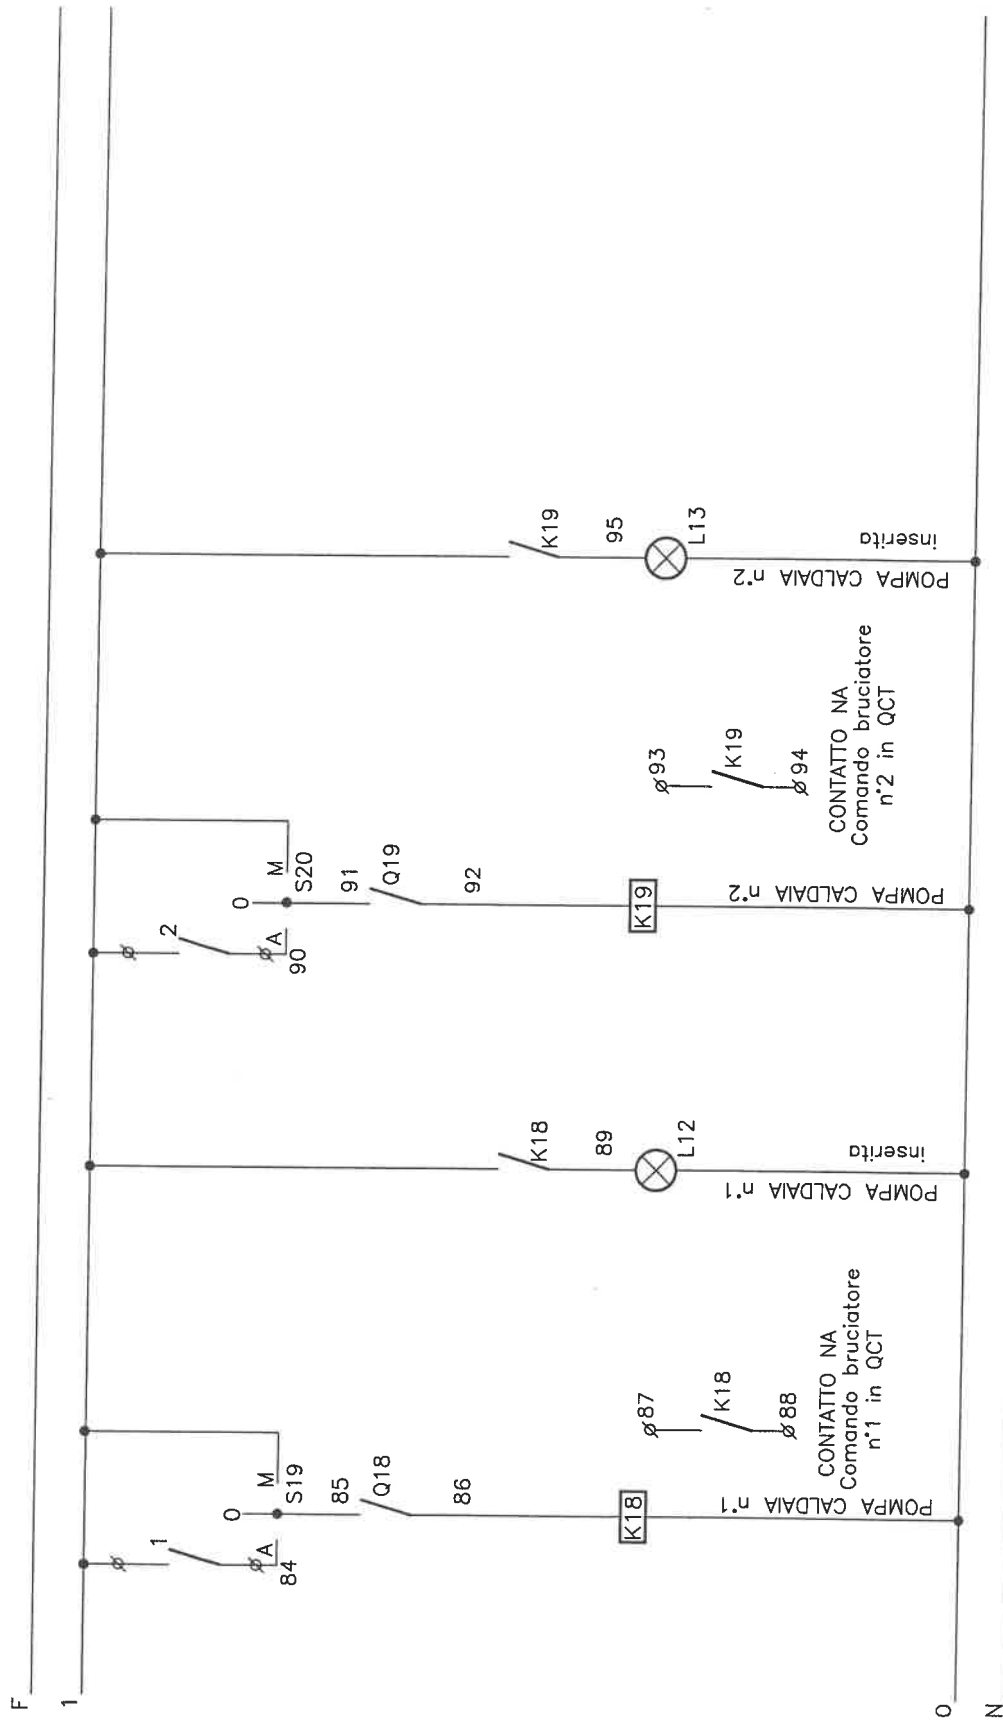 F
1
1
84
A
0
M
S19
85
Q18
86
K18
POMPA CALDAIA n°1
87
K18
88
CONTATTO NA
Comando bruciatore
n°1 in QCT
K18
89
L12
POMPA CALDAIA n°1
inserita
2
A
90
0
M
S20
91
Q19
92
K19
POMPA CALDAIA n°2
93
K19
94
CONTATTO NA
Comando bruciatore
n°2 in QCT
K19
95
L13
POMPA CALDAIA n°2
inserita
0
N